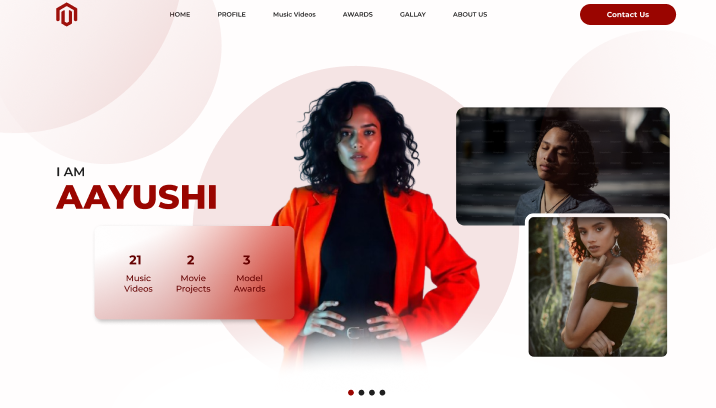 HOME PROFILE Music Videos AWARDS GALLAY ABOUT US Contact Us
I AM
AAYUSHI
21 2 3
Music Movie Model
Videos Projects Awards